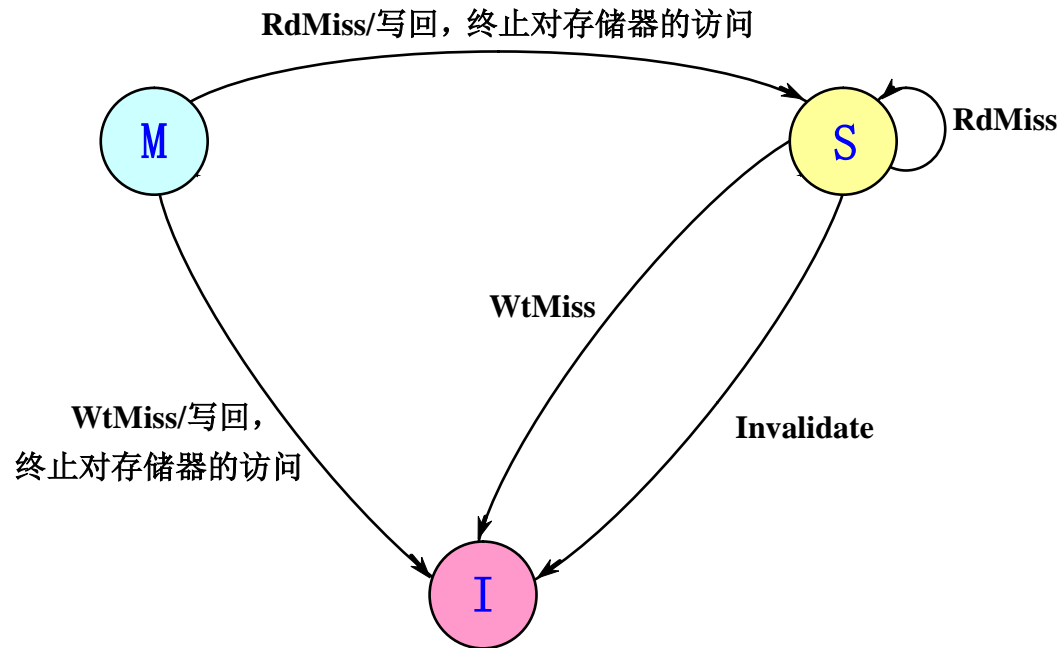 RdMiss/写回，终止对存储器的访问
M
S
RdMiss
WtMiss
WtMiss/写回，
终止对存储器的访问
Invalidate
I